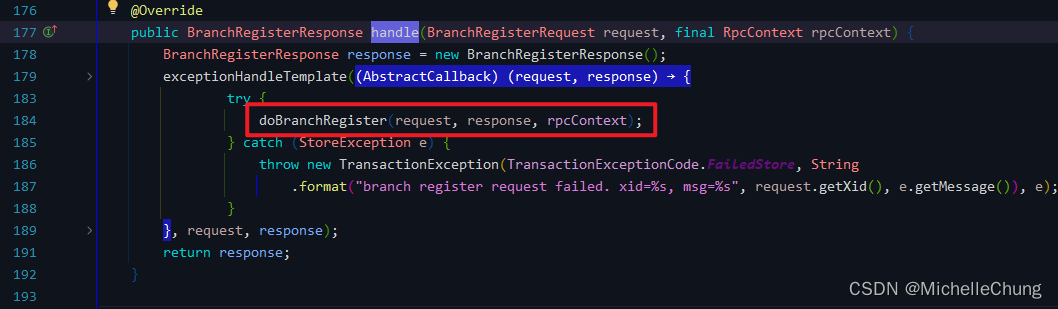 176 @Override
177 public BranchRegisterResponse handle(BranchRegisterRequest request, final RpcContext rpcContext) {
178 BranchRegisterResponse response = new BranchRegisterResponse();
179 exceptionHandleTemplate((AbstractCallback) (request, response) → {
183 try {
184 doBranchRegister(request, response, rpcContext);
185 } catch (StoreException e) {
186 throw new TransactionException(TransactionExceptionCode.FailedStore, String
187 .format("branch register request failed. xid=%s, msg=%s", request.getXid(), e.getMessage()), e);
188 }
189 }, request, response);
191 return response;
192 }
193
CSDN @MichelleChung